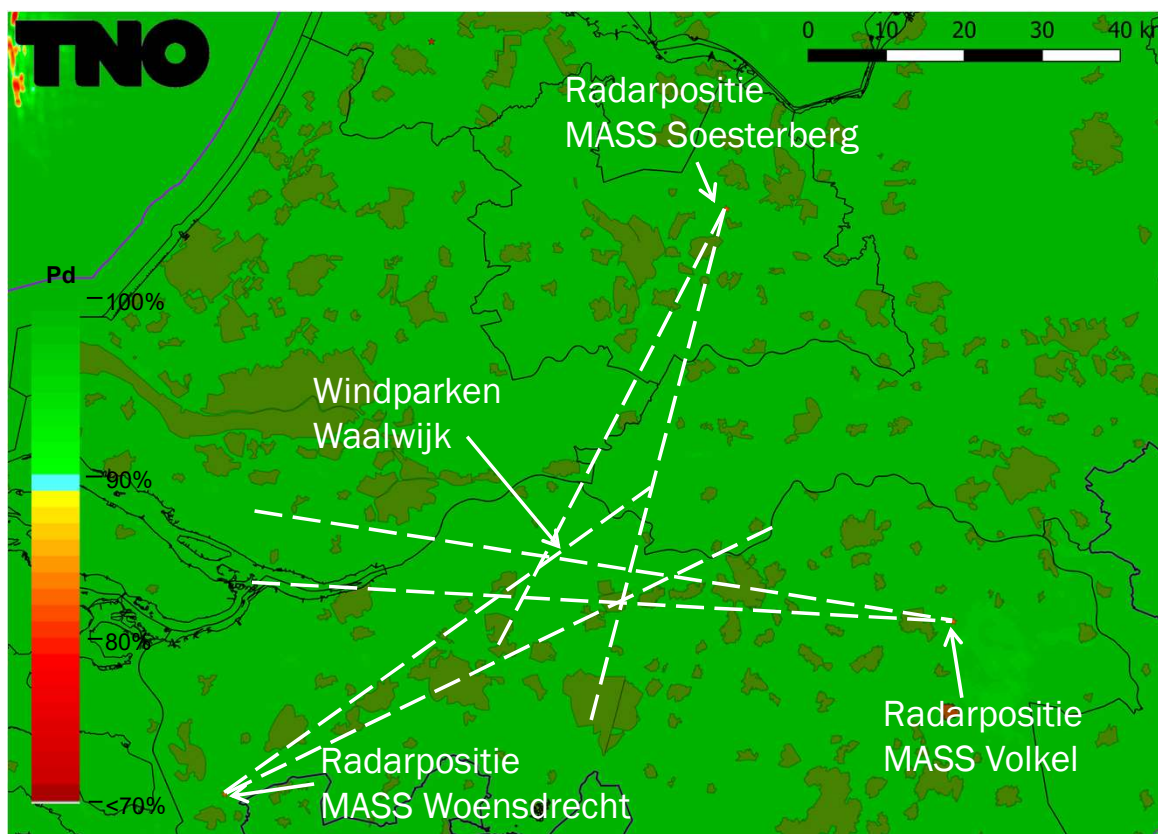 TNO
0 10 20 30 40 km
Radarpositie
MASS Soesterberg
Pd
100%
90%
80%
<70%
Windparken
Waalwijk
Radarpositie
MASS Volkel
Radarpositie
MASS Woensdrecht